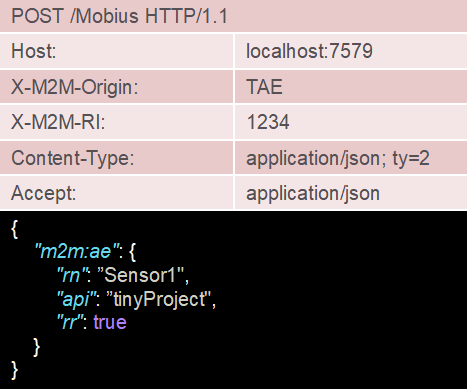 POST /Mobius HTTP/1.1
Host: localhost:7579
X-M2M-Origin: TAE
X-M2M-RI: 1234
Content-Type: application/json; ty=2
Accept: application/json
{
"m2m:ae": {
"rn": ”Sensor1",
"api": ”tinyProject",
"rr": true
}
}